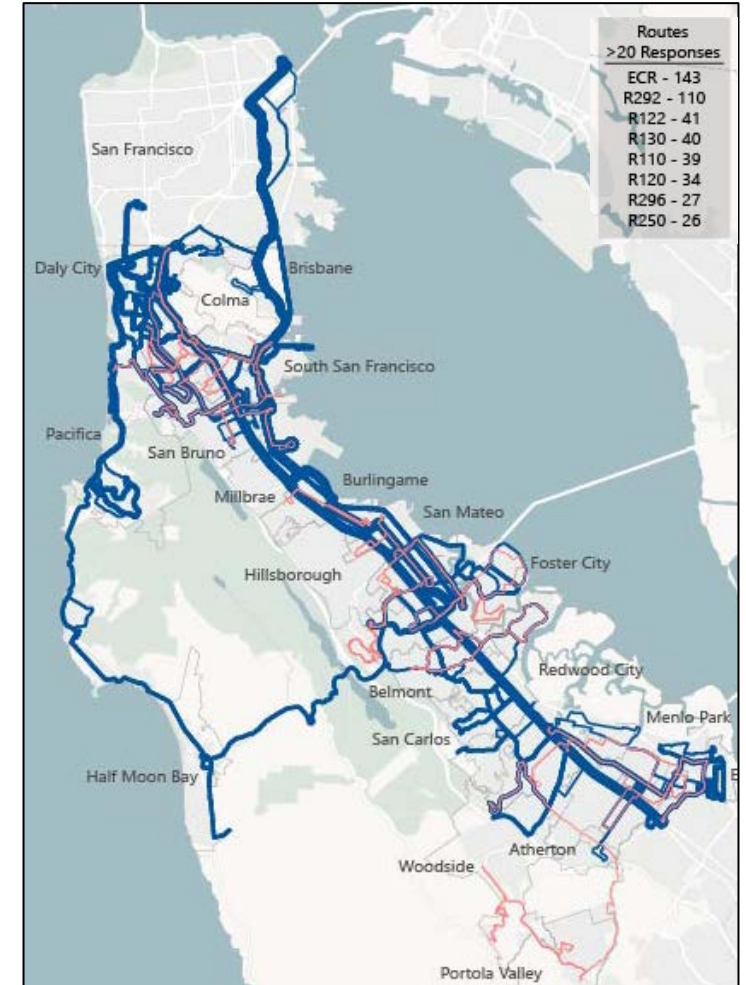 Routes
>20 Responses
ECR - 143
R292 - 110
R122 - 41
R130 - 40
R110 - 39
R120 - 34
R296 - 27
R250 - 26
San Francisco
Daly City
Brisbane
Colma
South San Francisco
Pacifica
San Bruno
Millbrae
Burlingame
San Mateo
Hillsborough
Foster City
Redwood City
Belmont
Menlo Park
San Carlos
Half Moon Bay
E
Atherton
Woodside
Portola Valley